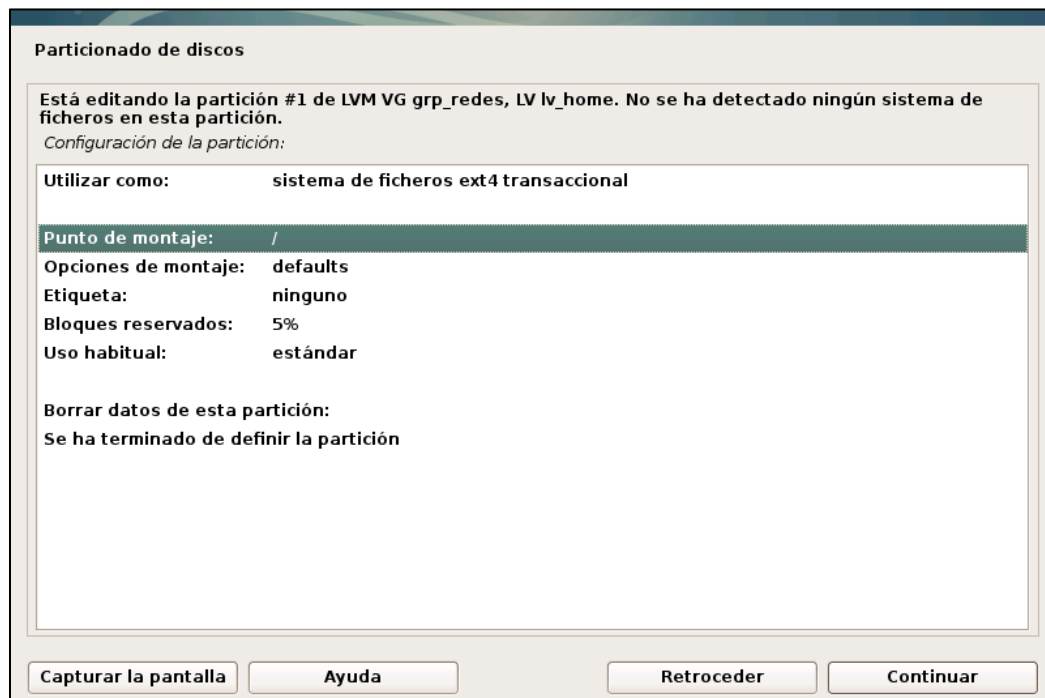 Particionado de discos
Está editando la partición #1 de LVM VG grp_redes, LV lv_home. No se ha detectado ningún sistema de
ficheros en esta partición.
Configuración de la partición:
Utilizar como: sistema de ficheros ext4 transaccional
Punto de montaje: /
Opciones de montaje: defaults
Etiqueta: ninguno
Bloques reservados: 5%
Uso habitual: estándar
Borrar datos de esta partición:
Se ha terminado de definir la partición
Capturar la pantalla Ayuda Retroceder Continuar